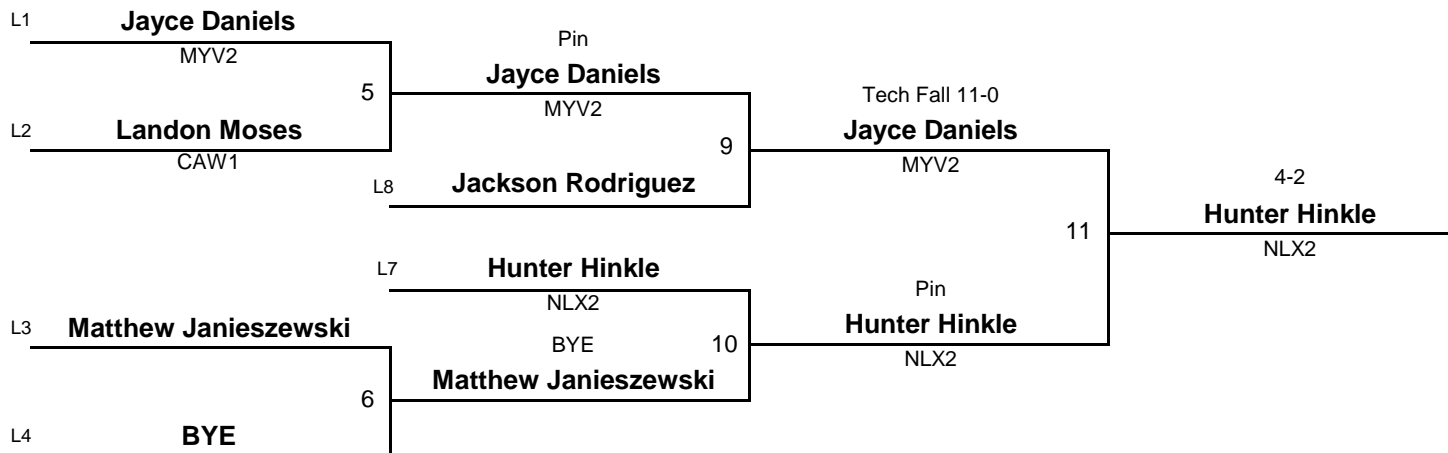 L1 Jayce Daniels
MYV2
5
L2 Landon Moses
CAW1
Pin
Jayce Daniels
MYV2
9
L8 Jackson Rodriguez
Tech Fall 11-0
Jayce Daniels
MYV2
11
4-2
Hunter Hinkle
NLX2
L7 Hunter Hinkle
NLX2
BYE
10
Matthew Janieszewski
Pin
Hunter Hinkle
NLX2
L3 Matthew Janieszewski
6
L4 BYE